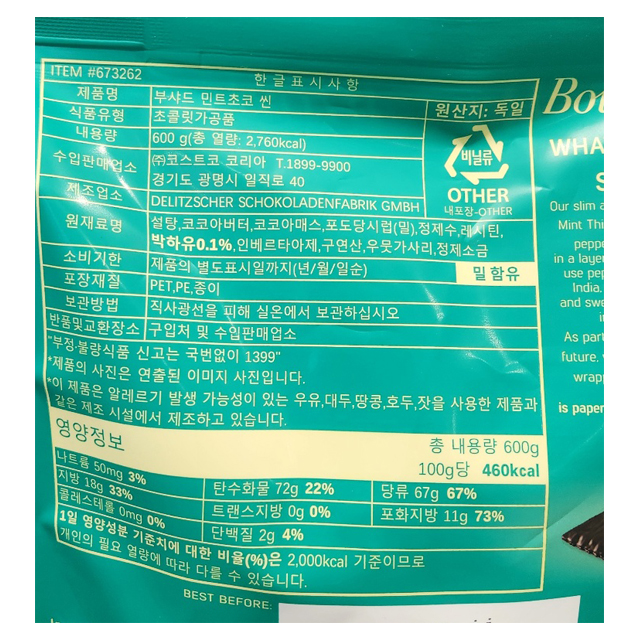 ITEM #673262
한글표시사항
제품명 부샤드 민트초코 씬
원산지: 독일
식품유형 초콜릿가공품
내용량 600 g(총 열량: 2,760kcal)
수입판매업소 ㈜코스트코 코리아 T.1899-9900
경기도 광명시 일직로 40
제조업소 DELITZSCHER SCHOKOLADENFABRIK GMBH
비닐류
OTHER
내포장-OTHER
원재료명 설탕,코코아버터,코코아매스,포도당시럽(밀),정제수,레시틴,
박하유0.1%,인베르타아제,구연산,우뭇가사리,정제소금
소비기한 제품의 별도표시일까지(년/월/일순)
밀 함유
포장재질 PET,PE,종이
보관방법 직사광선을 피해 실온에서 보관하십시오
반품및교환장소 구입처 및 수입판매업소
"부정·불량식품 신고는 국번없이 1399"
*제품의 사진은 연출된 이미지 사진입니다.
*이 제품은 알레르기 발생 가능성이 있는 우유,대두,땅콩,호두,잣을 사용한 제품과
같은 제조 시설에서 제조하고 있습니다.
영양정보
총 내용량 600g
100g당 460kcal
나트륨 50mg 3% 탄수화물 72g 22% 당류 67g 67%
지방 18g 33% 트랜스지방 0g 0% 포화지방 11g 73%
콜레스테롤 0mg 0% 단백질 2g 4%
1일 영양성분 기준치에 대한 비율(%)은 2,000kcal 기준이므로
개인의 필요 열량에 따라 다를 수 있습니다.
BEST BEFORE:
Bou
WHA
S
Our slim a
Mint Thi
peppe
in a layer
use pep
India.
and swe
i
As part
future,
wrapp
is paper